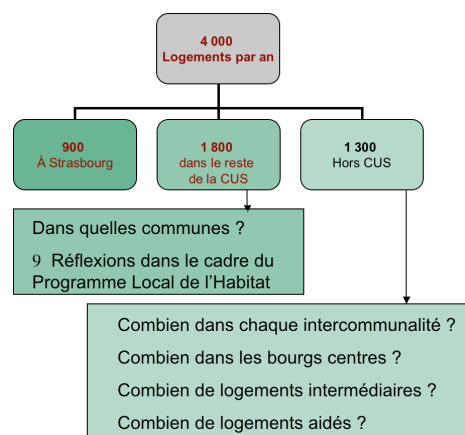 4 000
Logements par an
900
À Strasbourg
1 800
dans le reste
de la CUS
1 300
Hors CUS
Dans quelles communes ?
9 Réflexions dans le cadre du
Programme Local de l'Habitat
Combien dans chaque intercommunalité ?
Combien dans les bourgs centres ?
Combien de logements intermédiaires ?
Combien de logements aidés ?